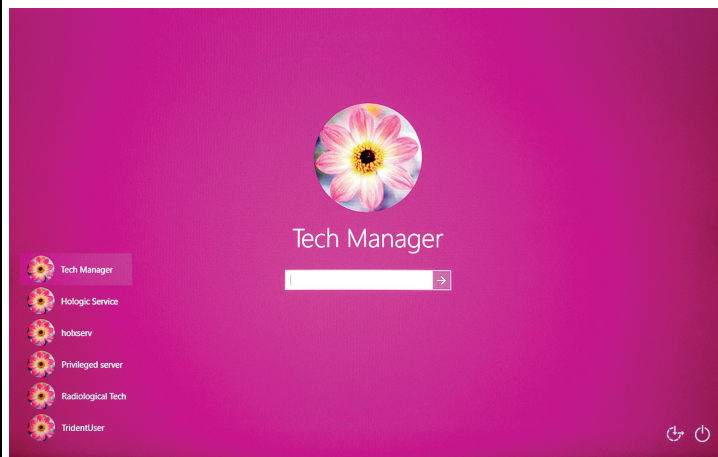 Tech Manager
Tech Manager
Hologic Service
holxserv
Privileged server
Radiological Tech
TridentUser